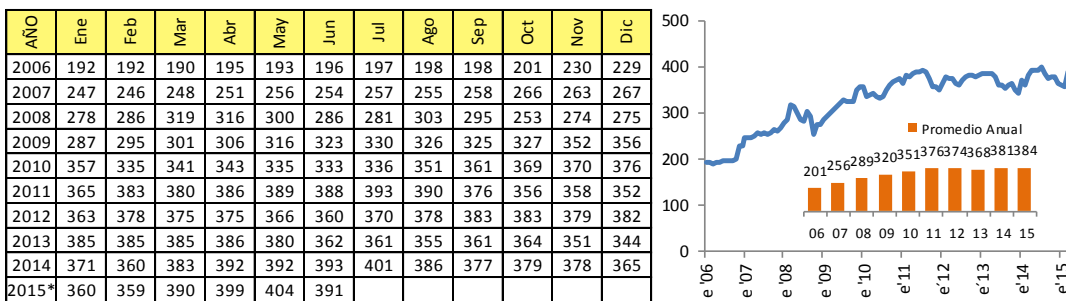 AÑO Ene Feb Mar Abr May Jun Jul Ago Sep Oct Nov Dic
2006 192 192 190 195 193 196 197 198 198 201 230 229
2007 247 246 248 251 256 254 257 255 258 266 263 267
2008 278 286 319 316 300 286 281 303 295 253 274 275
2009 287 295 301 306 316 323 330 326 325 327 352 356
2010 357 335 341 343 335 333 336 351 361 369 370 376
2011 365 383 380 386 389 388 393 390 376 356 358 352
2012 363 378 375 375 366 360 370 378 383 383 379 382
2013 385 385 385 386 380 362 361 355 361 364 351 344
2014 371 360 383 392 392 393 401 386 377 379 378 365
2015* 360 359 390 399 404 391
500
400
300
200
100
0
Promedio Anual
201 256 289 320 351 376 374 368 381 384
06 07 08 09 10 11 12 13 14 15
e'06 e'07 e'08 e'09 e'10 e'11 e'12 e'13 e'14 e'15